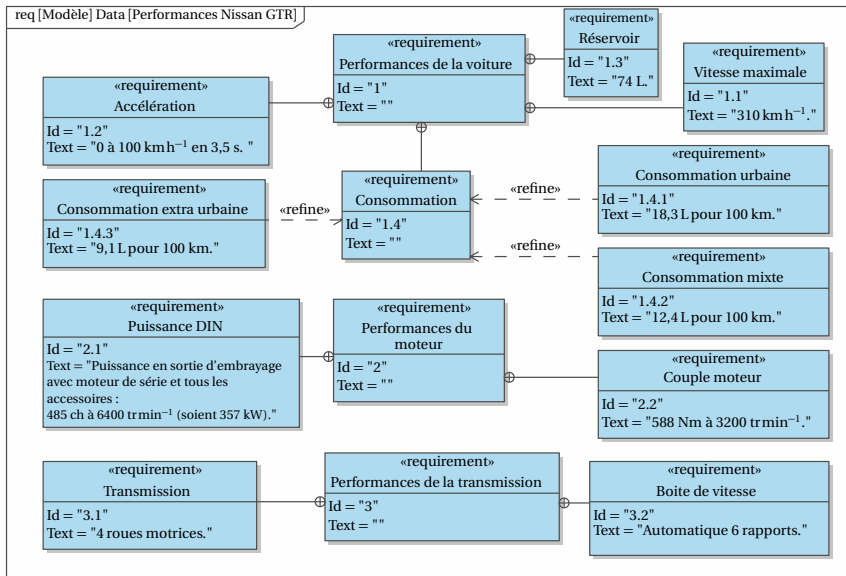 req [Modèle] Data [Performances Nissan GTR]
«requirement»
Performances de la voiture
Id = "1"
Text = ""
«requirement»
Réservoir
Id = "1.3"
Text = "74 L."
«requirement»
Vitesse maximale
Id = "1.1"
Text = "310 km h⁻¹."
«requirement»
Accélération
Id = "1.2"
Text = "0 à 100 km h⁻¹ en 3,5 s. "
«requirement»
Consommation extra urbaine
Id = "1.4.3"
Text = "9,1 L pour 100 km."
«refine»
«requirement»
Consommation
Id = "1.4"
Text = ""
«refine»
«requirement»
Consommation urbaine
Id = "1.4.1"
Text = "18,3 L pour 100 km."
«refine»
«requirement»
Consommation mixte
Id = "1.4.2"
Text = "12,4 L pour 100 km."
«requirement»
Puissance DIN
Id = "2.1"
Text = "Puissance en sortie d'embrayage
avec moteur de série et tous les
accessoires :
485 ch à 6400 tr min⁻¹ (soient 357 kW)."
«requirement»
Performances du
moteur
Id = "2"
Text = ""
«requirement»
Couple moteur
Id = "2.2"
Text = "588 Nm à 3200 tr min⁻¹."
«requirement»
Transmission
Id = "3.1"
Text = "4 roues motrices."
«requirement»
Performances de la transmission
Id = "3"
Text = ""
«requirement»
Boite de vitesse
Id = "3.2"
Text = "Automatique 6 rapports."